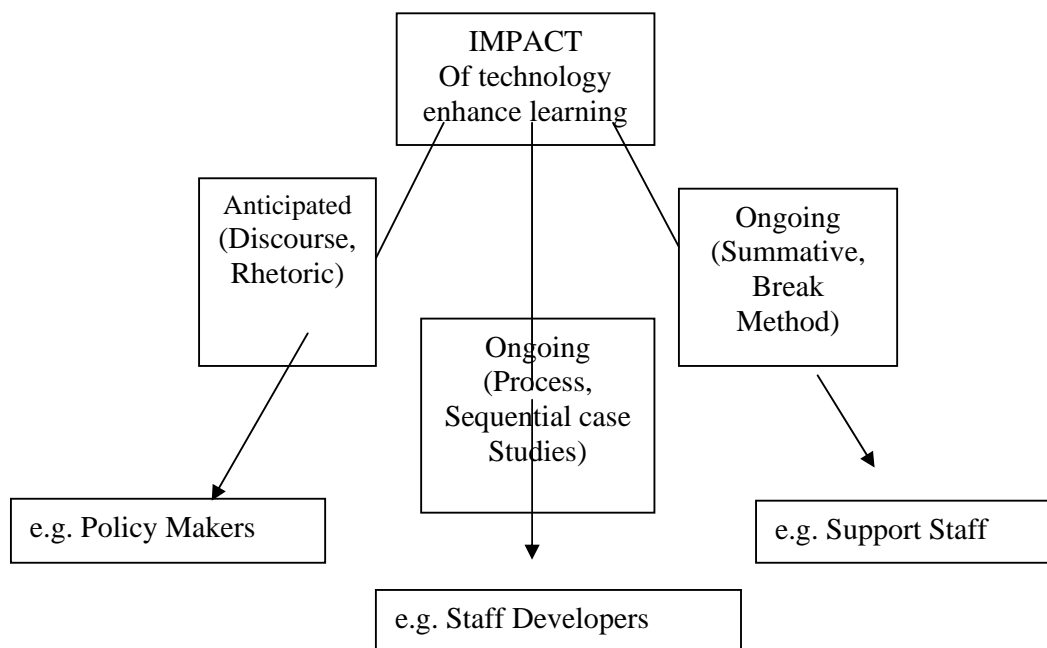 IMPACT
Of technology
enhance learning
Anticipated
(Discourse,
Rhetoric)
Ongoing
(Process,
Sequential case
Studies)
Ongoing
(Summative,
Break
Method)
e.g. Policy Makers
e.g. Staff Developers
e.g. Support Staff